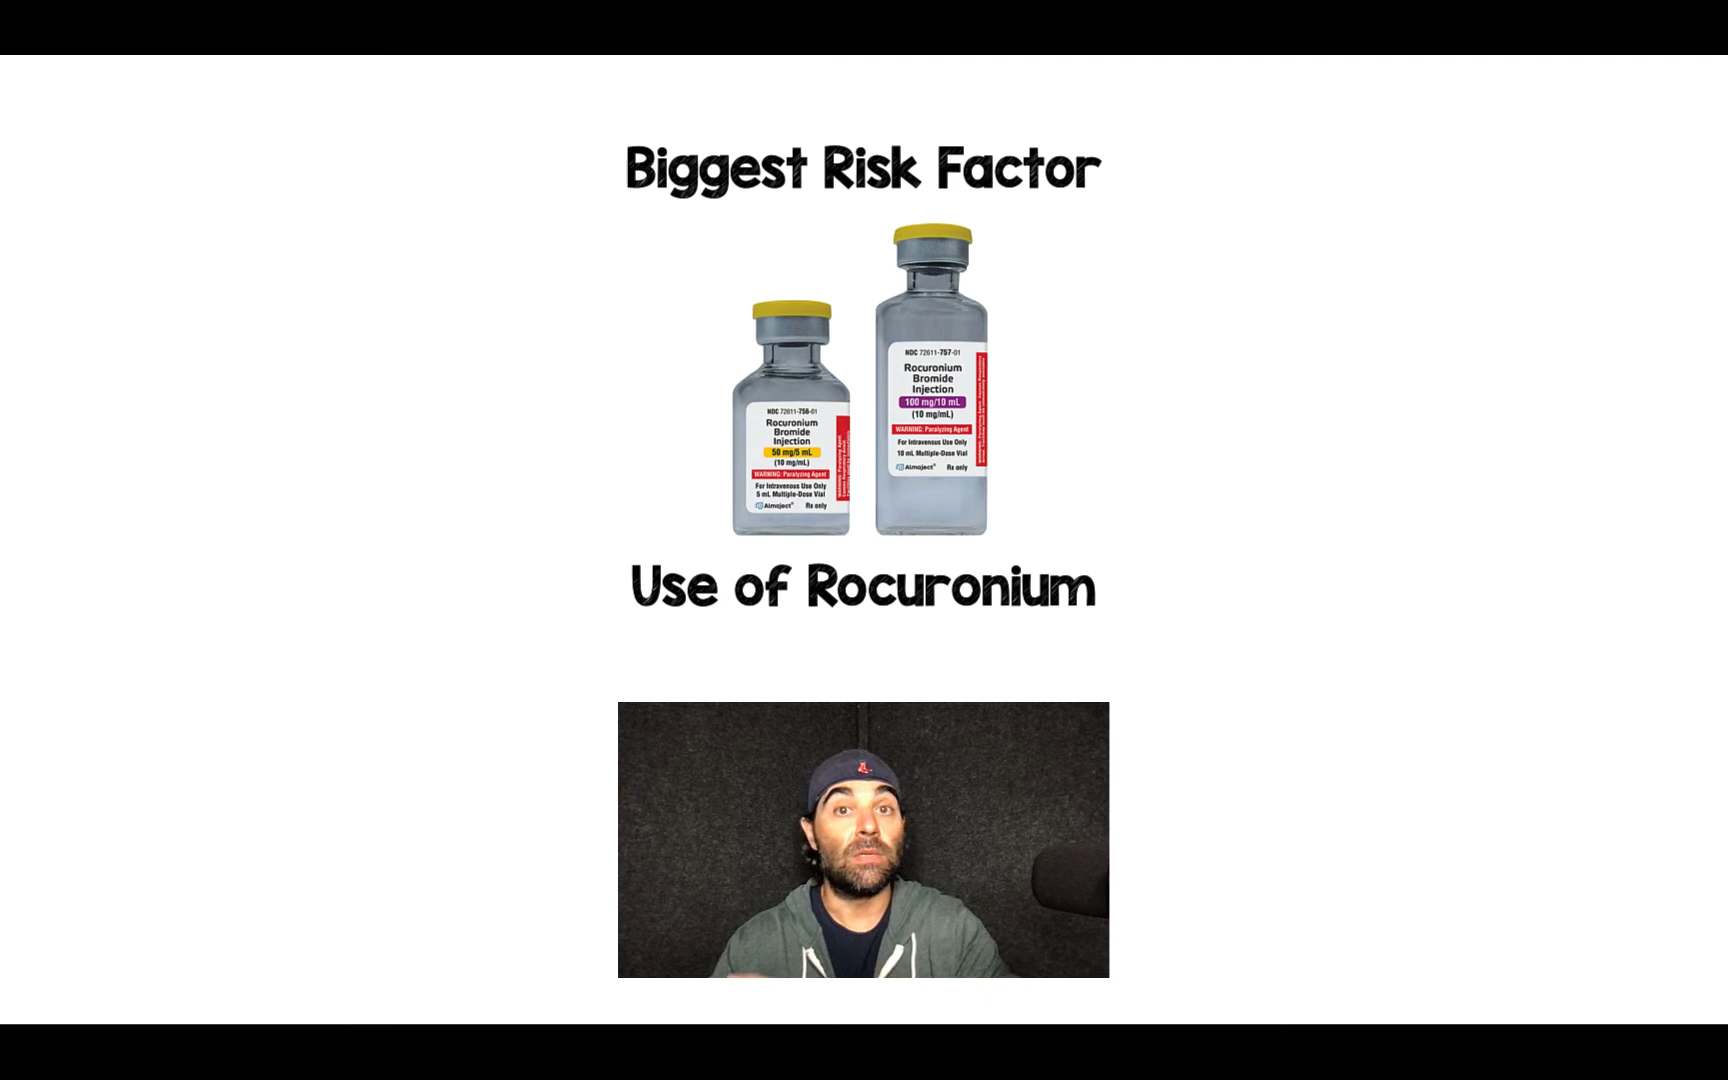 Biggest Risk Factor
NDC 72611-756-01
Rocuronium
Bromide
Injection
50 mg/5 mL
(10 mg/mL)
WARNING: Paralyzing Agent
For Intravenous Use Only
5 mL Multiple-Dose Vial
Almaject®
Rx only
NDC 72611-757-01
Rocuronium
Bromide
Injection
100 mg/10 mL
(10 mg/mL)
WARNING: Paralyzing Agent
For Intravenous Use Only
10 mL Multiple-Dose Vial
Almaject®
Rx only
Use of Rocuronium